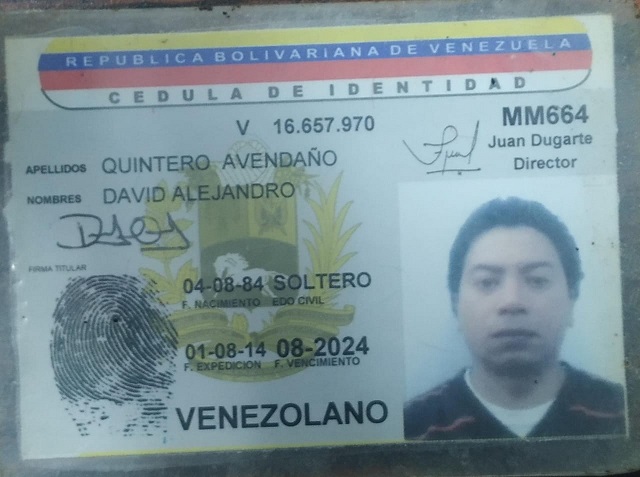 REPUBLICA BOLIVARIANA DE VENEZUELA
CEDULA DE IDENTIDAD
V 16.657.970
MM664
Juan Dugarte
Director
APELLIDOS QUINTERO AVENDAÑO
NOMBRES DAVID ALEJANDRO
FIRMA TITULAR
04-08-84 SOLTERO
F. NACIMIENTO EDO CIVIL
01-08-14 08-2024
F. EXPEDICION F. VENCIMIENTO
VENEZOLANO